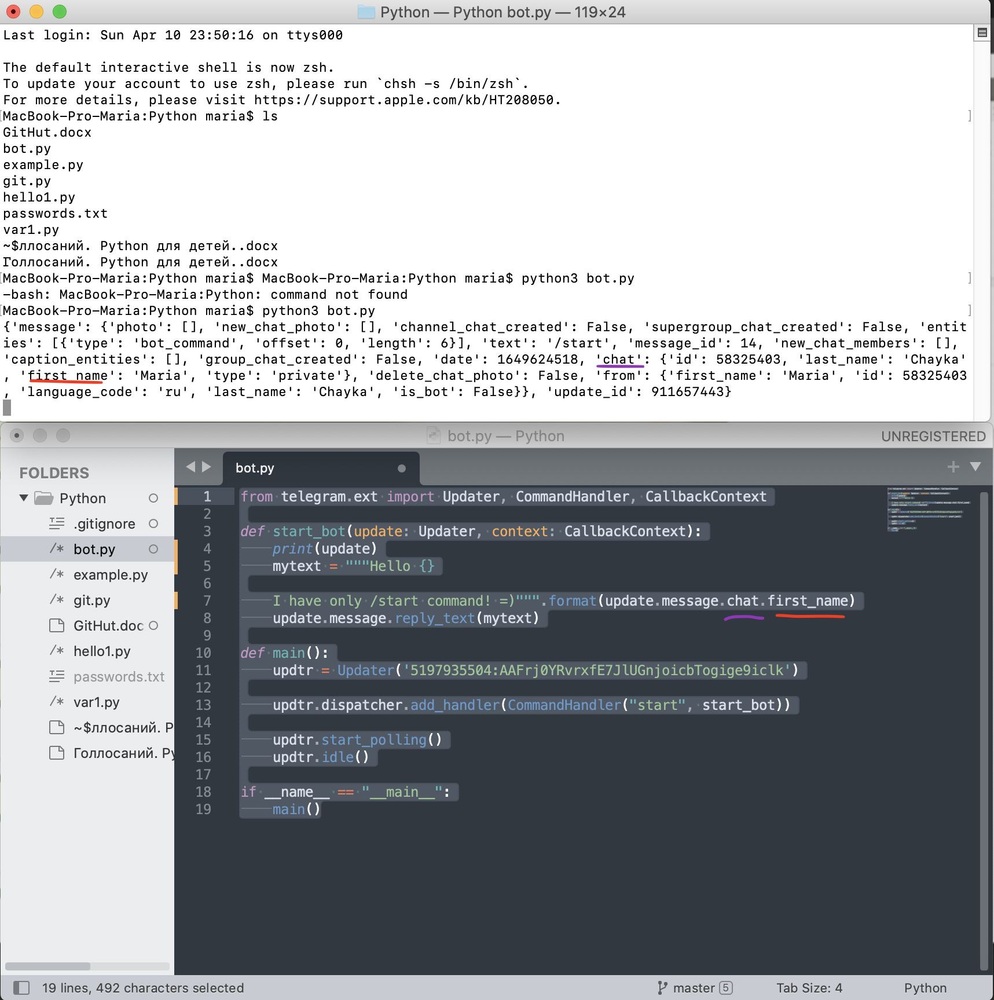 Python — Python bot.py — 119×24
Last login: Sun Apr 10 23:50:16 on ttys000
The default interactive shell is now zsh.
To update your account to use zsh, please run `chsh -s /bin/zsh`.
For more details, please visit https://support.apple.com/kb/HT208050.
[MacBook-Pro-Maria:Python maria$ ls ]
GitHut.docx
bot.py
example.py
git.py
hello1.py
passwords.txt
var1.py
~$ллосаний. Python для детей..docx
Голлосаний. Python для детей..docx
[MacBook-Pro-Maria:Python maria$ MacBook-Pro-Maria:Python maria$ python3 bot.py ]
-bash: MacBook-Pro-Maria:Python: command not found
[MacBook-Pro-Maria:Python maria$ python3 bot.py ]
{'message': {'photo': [], 'new_chat_photo': [], 'channel_chat_created': False, 'supergroup_chat_created': False, 'entit
ies': [{'type': 'bot_command', 'offset': 0, 'length': 6}], 'text': '/start', 'message_id': 14, 'new_chat_members': [],
'caption_entities': [], 'group_chat_created': False, 'date': 1649624518, 'chat': {'id': 58325403, 'last_name': 'Chayka'
, 'first_name': 'Maria', 'type': 'private'}, 'delete_chat_photo': False, 'from': {'first_name': 'Maria', 'id': 58325403
, 'language_code': 'ru', 'last_name': 'Chayka', 'is_bot': False}}, 'update_id': 911657443}
bot.py — Python
UNREGISTERED
FOLDERS
Python
.gitignore
bot.py
example.py
git.py
GitHut.doc
hello1.py
passwords.txt
var1.py
~$ллосаний. P
Голлосаний. Py
bot.py
1 from telegram.ext import Updater, CommandHandler, CallbackContext
2
3 def start_bot(update: Updater, context: CallbackContext):
4 print(update)
5 mytext = """Hello {}
6
7 I have only /start command! =)""".format(update.message.chat.first_name)
8 update.message.reply_text(mytext)
9
10 def main():
11 updtr = Updater('5197935504:AAFrj0YRvrxfE7JlUGnjoicbTogige9iclk')
12
13 updtr.dispatcher.add_handler(CommandHandler("start", start_bot))
14
15 updtr.start_polling()
16 updtr.idle()
17
18 if __name__ == "__main__":
19 main()
19 lines, 492 characters selected
master 5
Tab Size: 4
Python